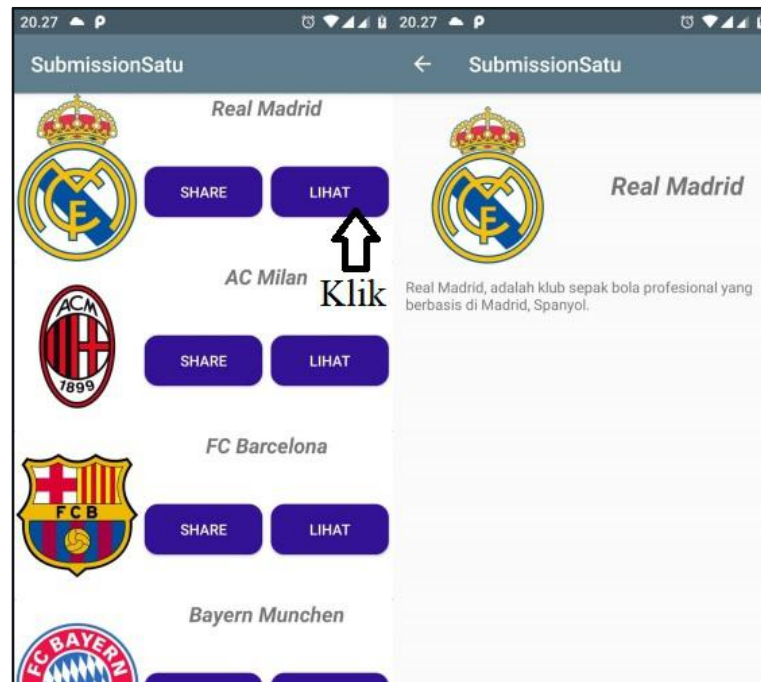 20.27
SubmissionSatu
Real Madrid
SHARE
LIHAT
Klik
AC Milan
ACM
1899
SHARE
LIHAT
FC Barcelona
FCB
SHARE
LIHAT
Bayern Munchen
FC BAYERN
20.27
SubmissionSatu
Real Madrid
Real Madrid, adalah klub sepak bola profesional yang
berbasis di Madrid, Spanyol.